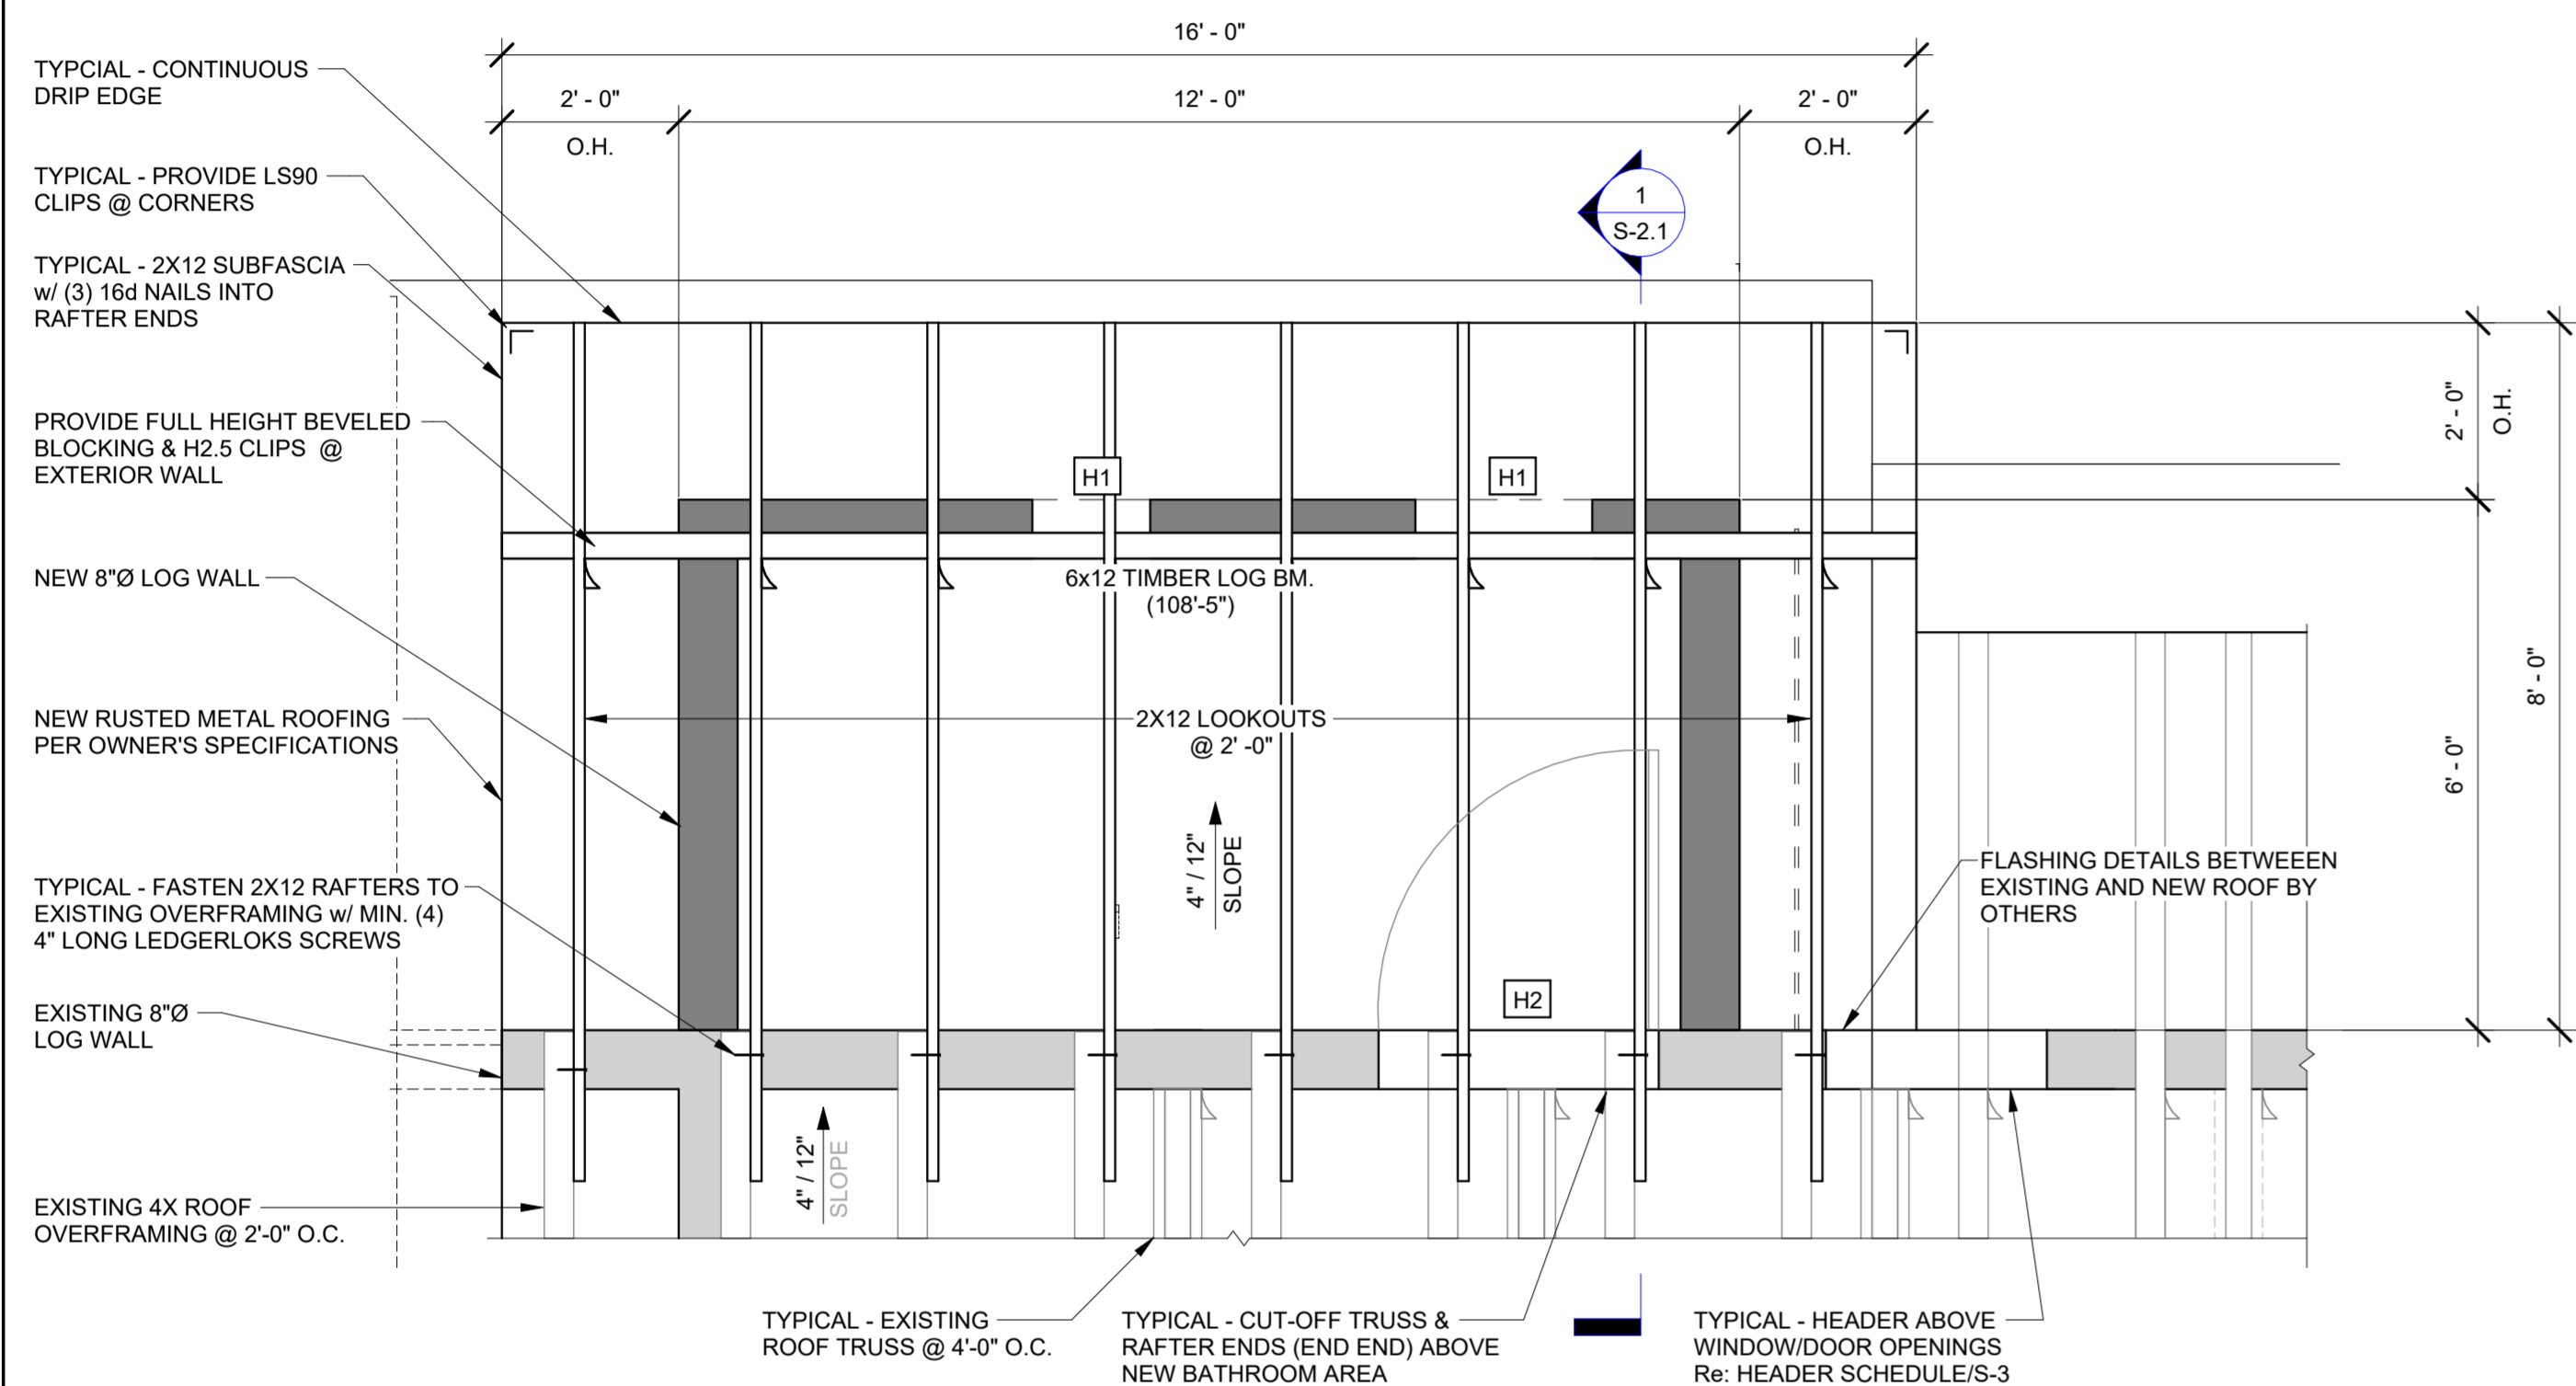 16' - 0"
2' - 0"
12' - 0"
2' - 0"
O.H.
O.H.
TYPCIAL - CONTINUOUS
DRIP EDGE
TYPICAL - PROVIDE LS90
CLIPS @ CORNERS
TYPICAL - 2X12 SUBFASCIA
w/ (3) 16d NAILS INTO
RAFTER ENDS
PROVIDE FULL HEIGHT BEVELED
BLOCKING & H2.5 CLIPS @
EXTERIOR WALL
NEW 8"Ø LOG WALL
NEW RUSTED METAL ROOFING
PER OWNER'S SPECIFICATIONS
TYPICAL - FASTEN 2X12 RAFTERS TO
EXISTING OVERFRAMING w/ MIN. (4)
4" LONG LEDGERLOKS SCREWS
EXISTING 8"Ø
LOG WALL
EXISTING 4X ROOF
OVERFRAMING @ 2'-0" O.C.
1
S-2.1
H1
H1
6x12 TIMBER LOG BM.
(108'-5")
2X12 LOOKOUTS
@ 2' -0"
4" / 12"
SLOPE
H2
4" / 12"
SLOPE
2' - 0"
O.H.
6' - 0"
8' - 0"
FLASHING DETAILS BETWEEEN
EXISTING AND NEW ROOF BY
OTHERS
TYPICAL - EXISTING
ROOF TRUSS @ 4'-0" O.C.
TYPICAL - CUT-OFF TRUSS &
RAFTER ENDS (END END) ABOVE
NEW BATHROOM AREA
TYPICAL - HEADER ABOVE
WINDOW/DOOR OPENINGS
Re: HEADER SCHEDULE/S-3